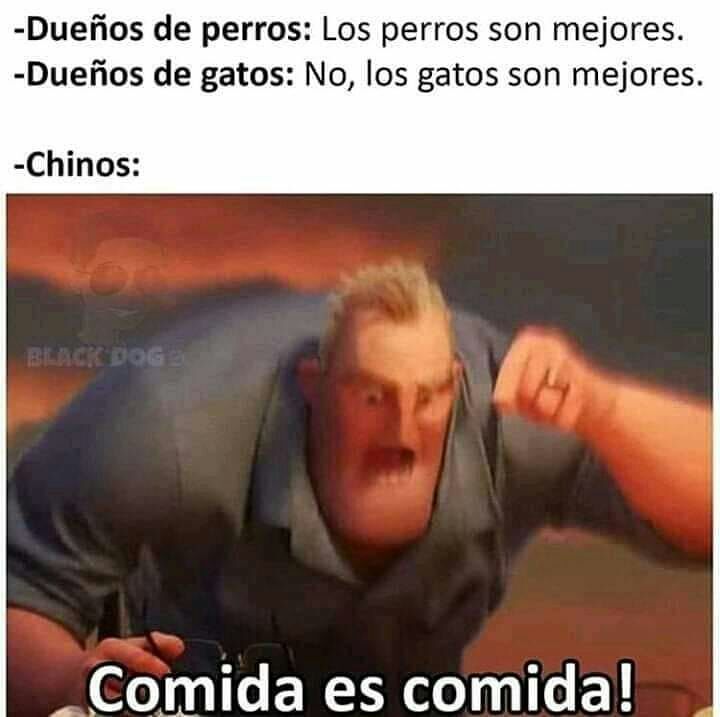 -Dueños de perros: Los perros son mejores.
-Dueños de gatos: No, los gatos son mejores.
-Chinos:
BLACK DOG
Comida es comida!